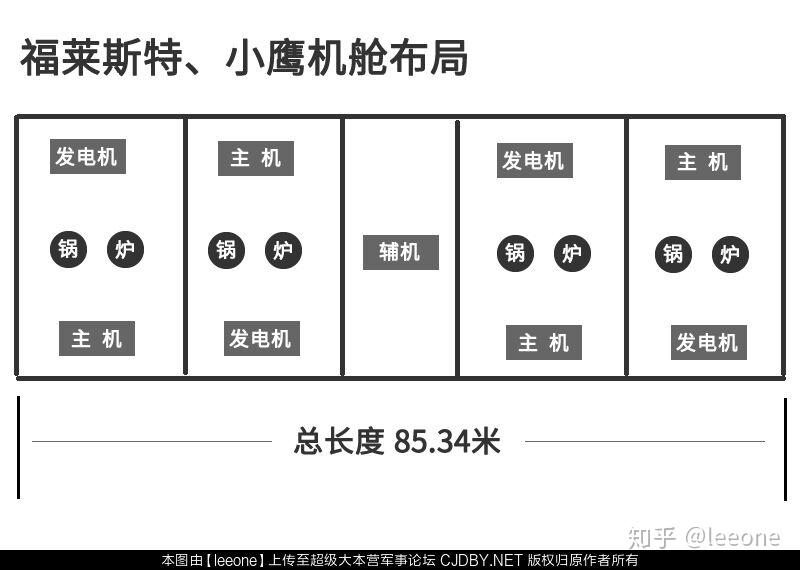 福莱斯特、小鹰机舱布局
发电机 主 机 发电机 主 机
锅 炉 锅 炉 辅机 锅 炉 锅 炉
主 机 发电机 主 机 发电机
总长度 85.34米
知乎 @leeone
本图由【leeone】上传至超级大本营军事论坛 CJDBY.NET 版权归原作者所有